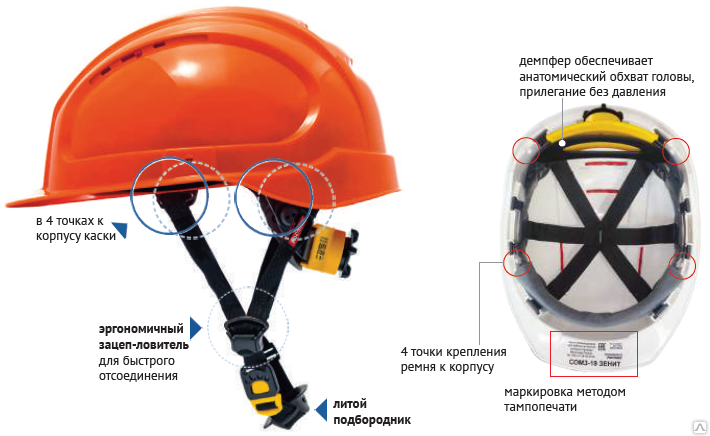 демпфер обеспечивает
анатомический обхват головы,
прилегание без давления
в 4 точках к
корпусу каски
эргономичный
зацеп-ловитель
для быстрого
отсоединения
4 точки крепления
ремня к корпусу
СОМЗ-19 ЗЕНИТ
маркировка методом
тампопечати
литой
подбородник